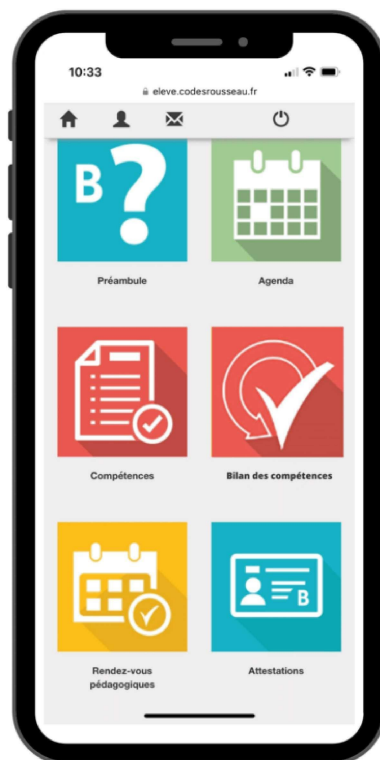 10:33
eleve.codesrousseau.fr
B ?
Préambule
Agenda
Compétences
Bilan des compétences
B
Rendez-vous
pédagogiques
Attestations